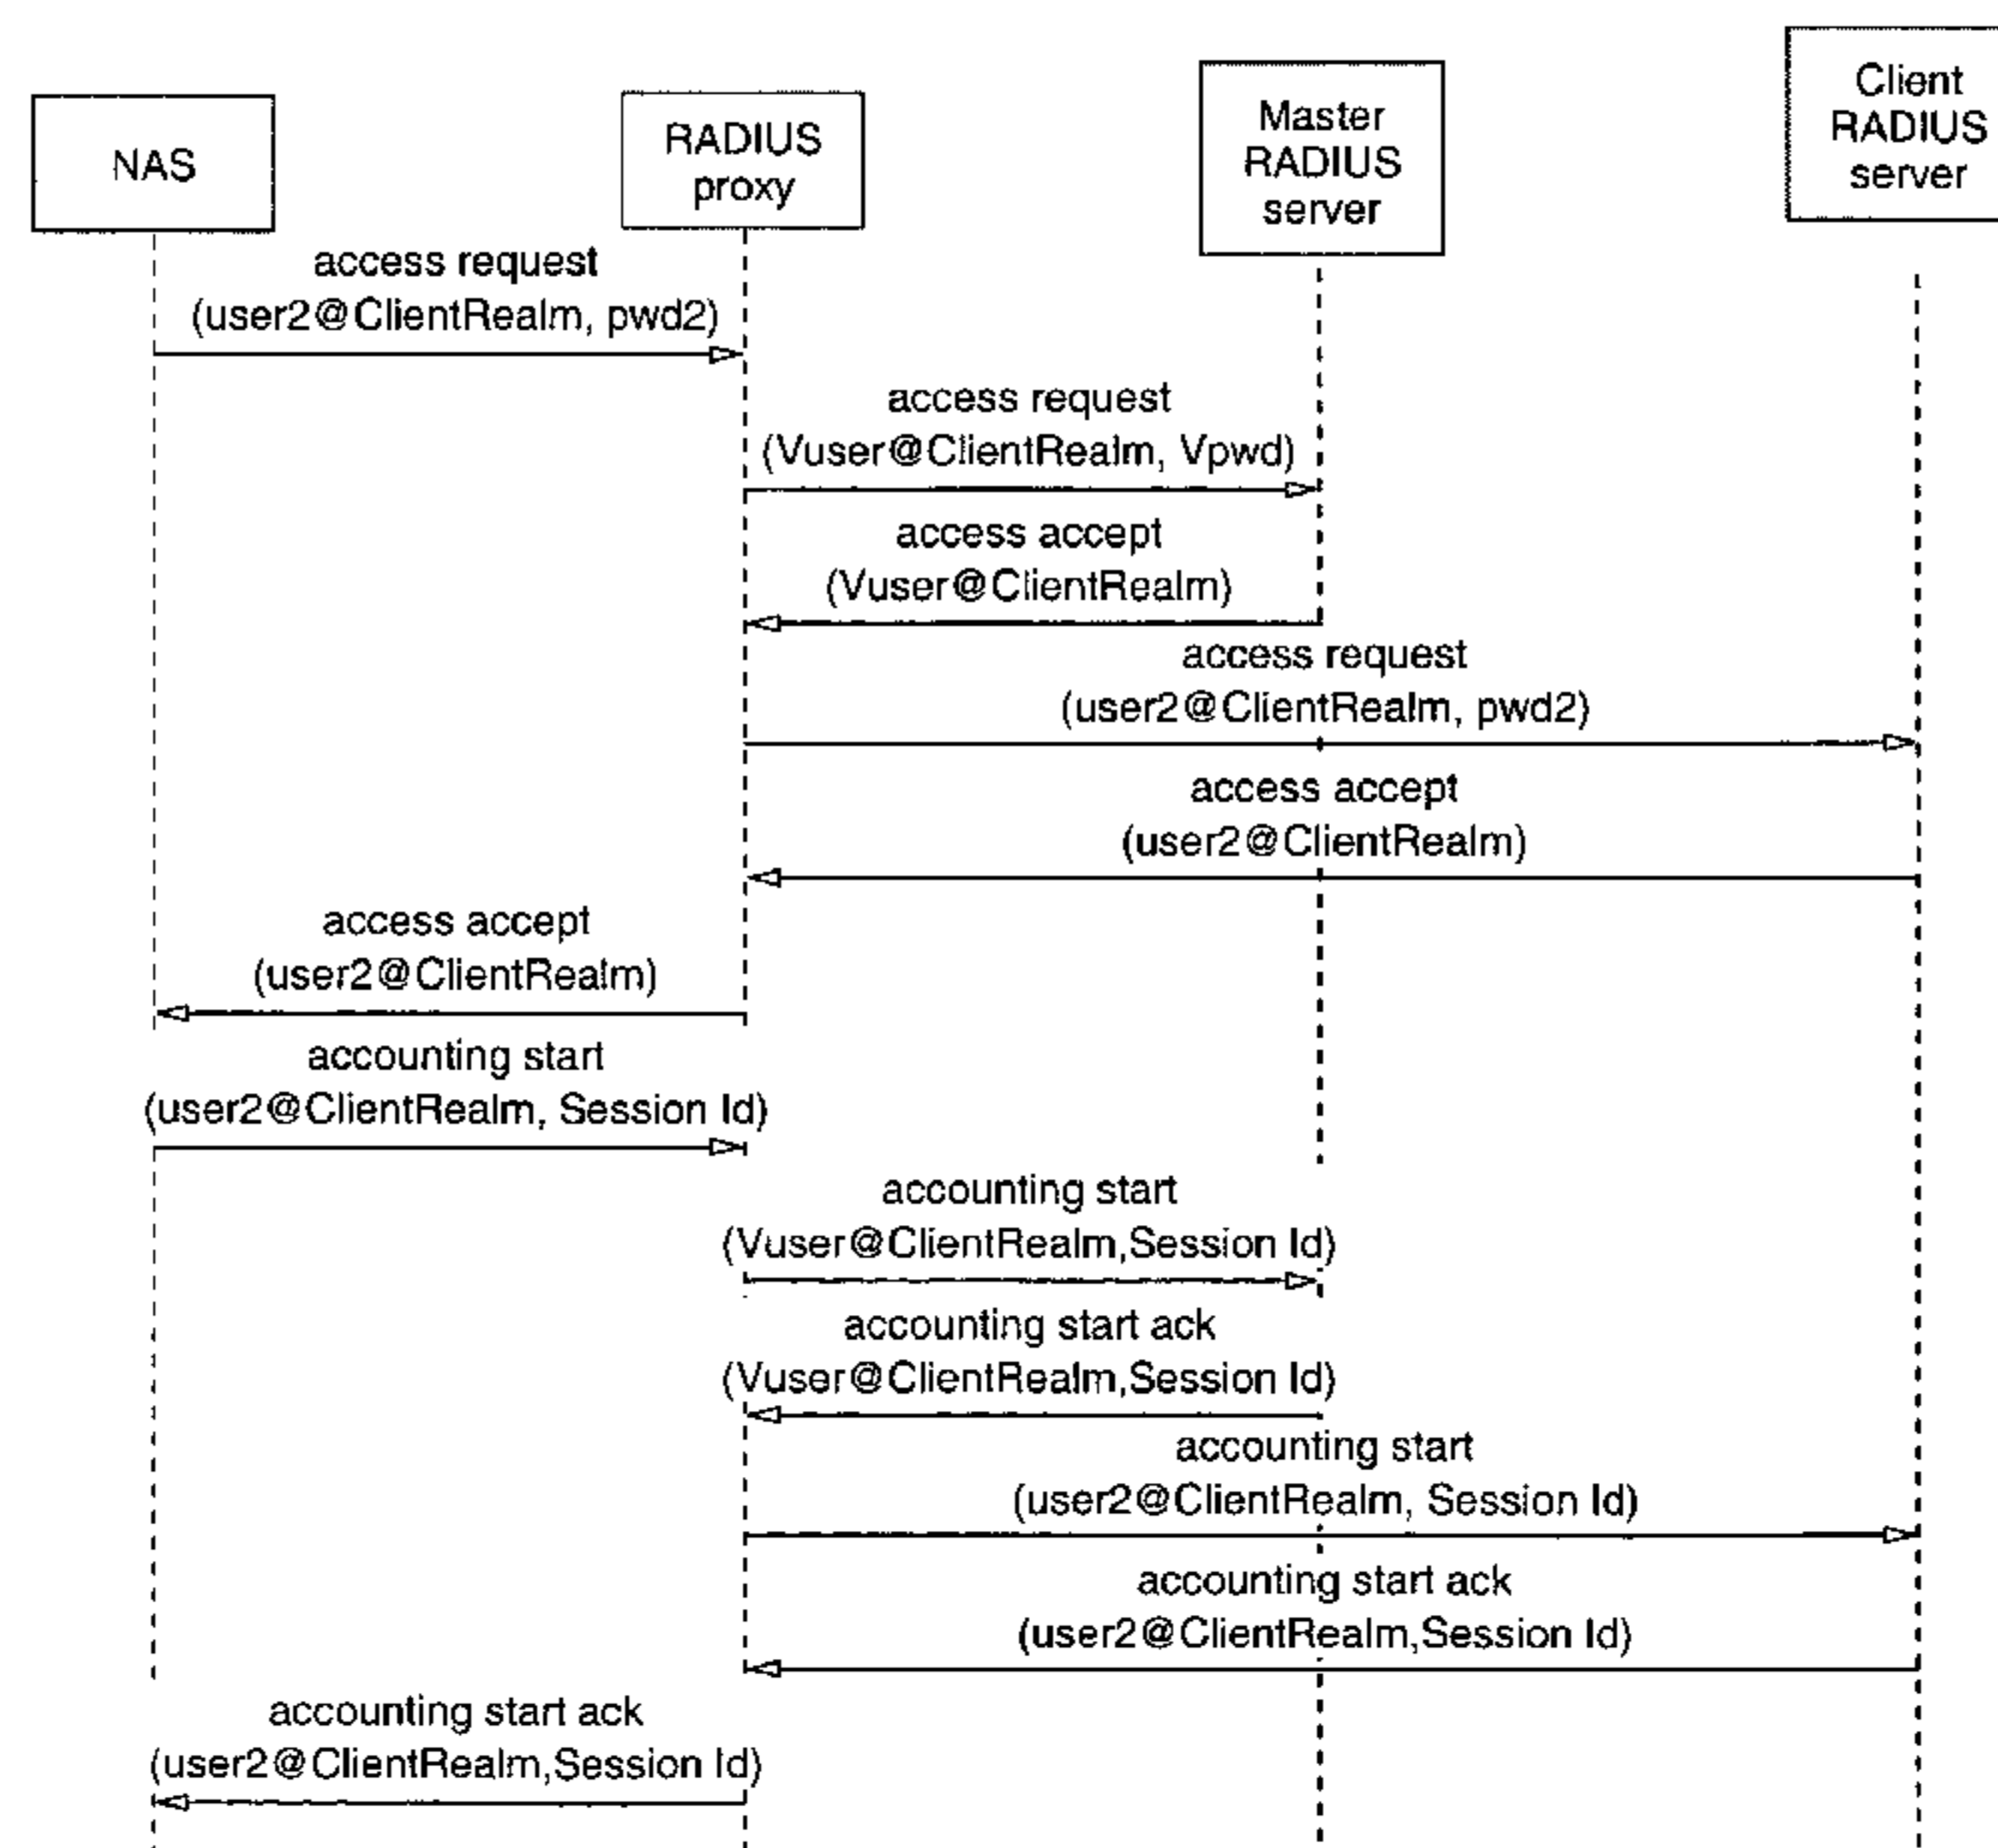 NAS
RADIUS
proxy
Master
RADIUS
server
Client
RADIUS
server
access request
(user2@ClientRealm, pwd2)
access request
(Vuser@ClientRealm, Vpwd)
access accept
(Vuser@ClientRealm)
access request
(user2@ClientRealm, pwd2)
access accept
(user2@ClientRealm)
access accept
(user2@ClientRealm)
accounting start
(user2@ClientRealm, Session Id)
accounting start
(Vuser@ClientRealm,Session Id)
accounting start ack
(Vuser@ClientRealm,Session Id)
accounting start
(user2@ClientRealm, Session Id)
accounting start ack
(user2@ClientRealm,Session Id)
accounting start ack
(user2@ClientRealm,Session Id)